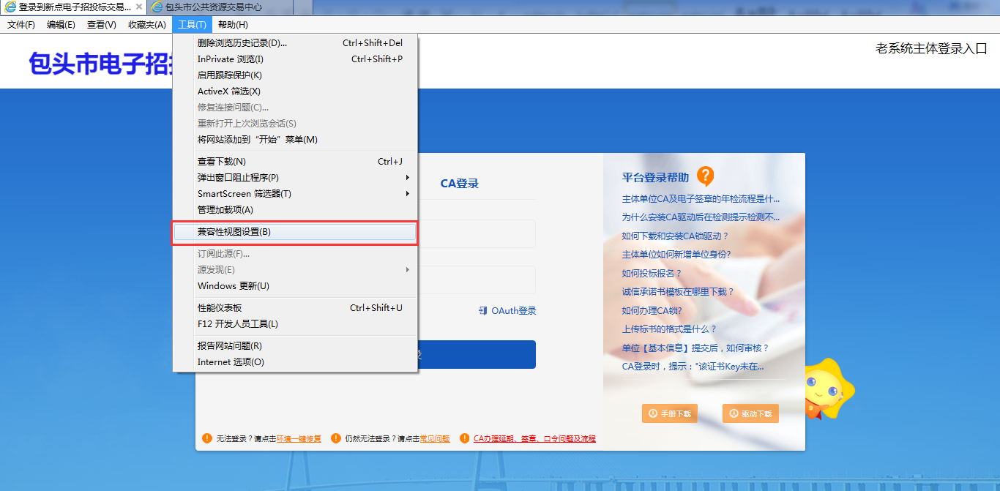 登录到新点电子招投标交易...
包头市公共资源交易中心
文件(F) 编辑(E) 查看(V) 收藏夹(A) 工具(T) 帮助(H)
老系统主体登录入口
包头市电子招
删除浏览历史记录(D)... Ctrl+Shift+Del
InPrivate 浏览(I) Ctrl+Shift+P
启用跟踪保护(K)
ActiveX 筛选(X)
修复连接问题(C)...
重新打开上次浏览会话(S)
将网站添加到“开始”菜单(M)
查看下载(N) Ctrl+J
弹出窗口阻止程序(P)
SmartScreen 筛选器(T)
管理加载项(A)
兼容性视图设置(B)
订阅此源(F)...
源发现(E)
Windows 更新(U)
性能仪表板 Ctrl+Shift+U
F12 开发人员工具(L)
报告网站问题(R)
Internet 选项(O)
CA登录
OAuth登录
平台登录帮助
主体单位CA及电子签章的年检流程是什...
为什么安装CA驱动后在检测提示检测不...
如何下载和安装CA锁驱动？
主体单位如何新增单位身份?
如何投标报名？
诚信承诺书模板在哪里下载？
如何办理CA锁?
上传标书的格式是什么？
单位【基本信息】提交后，如何审核？
CA登录时，提示："该证书Key未在...
手册下载
驱动下载
无法登录？请点击环境一键修复
仍然无法登录？请点击常见问题
CA办理延期、签章、口令问题及流程